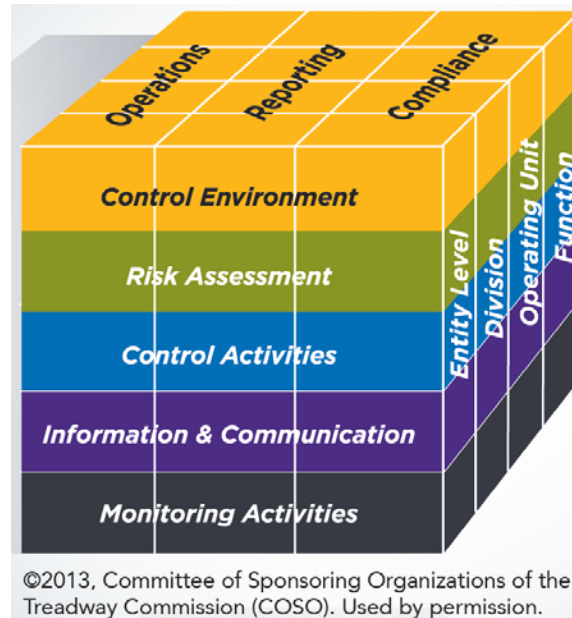 Operations
Reporting
Compliance
Control Environment
Risk Assessment
Control Activities
Information & Communication
Monitoring Activities
Entity Level
Division
Operating Unit
Function
©2013, Committee of Sponsoring Organizations of the
Treadway Commission (COSO). Used by permission.